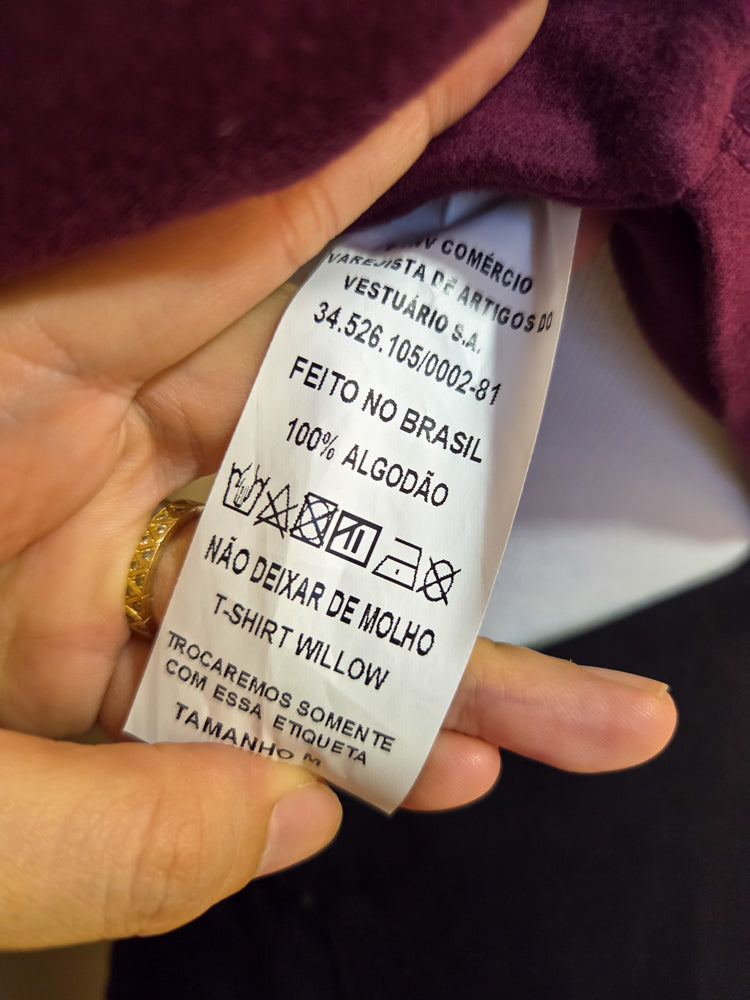 COMÉRCIO
VAREJISTA DE ARTIGOS DO
VESTUÁRIO S.A.
34.526.105/0002-81
FEITO NO BRASIL
100% ALGODÃO
NÃO DEIXAR DE MOLHO
T-SHIRT WILLOW
TROCAREMOS SOMENTE
COM ESSA ETIQUETA
TAMANHO M